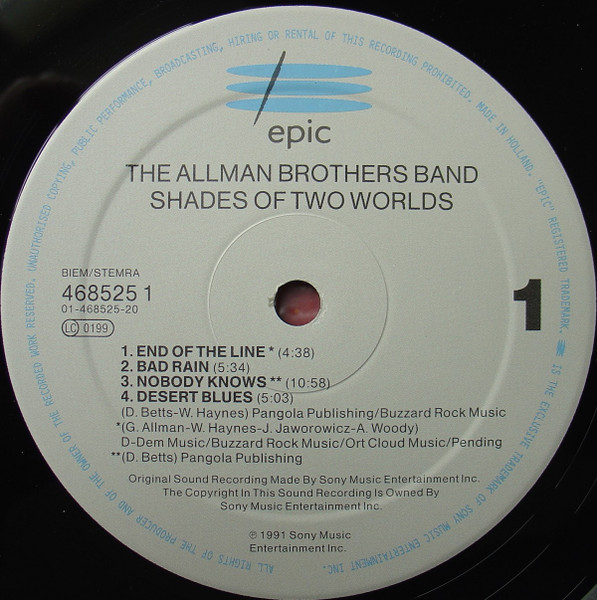 epic
THE ALLMAN BROTHERS BAND
SHADES OF TWO WORLDS
BIEM/STEMRA
468525 1
01-468525-20
LC 0199
1
1. END OF THE LINE * (4:38)
2. BAD RAIN (5:34)
3. NOBODY KNOWS ** (10:58)
4. DESERT BLUES (5:03)
(D. Betts-W. Haynes) Pangola Publishing/Buzzard Rock Music
*(G. Allman-W. Haynes-J. Jaworowicz-A. Woody)
D-Dem Music/Buzzard Rock Music/Ort Cloud Music/Pending
**(D. Betts) Pangola Publishing
Original Sound Recording Made By Sony Music Entertainment Inc.
The Copyright In This Sound Recording Is Owned By
Sony Music Entertainment Inc.
℗ 1991 Sony Music
Entertainment Inc.
ALL RIGHTS OF THE PRODUCER AND OF THE OWNER OF THE RECORDED WORK RESERVED. UNAUTHORISED COPYING, PUBLIC PERFORMANCE, BROADCASTING, HIRING OR RENTAL OF THIS RECORDING PROHIBITED. MADE IN HOLLAND. "EPIC" REGISTERED TRADEMARK. IS THE EXCLUSIVE TRADEMARK OF SONY MUSIC ENTERTAINMENT INC.